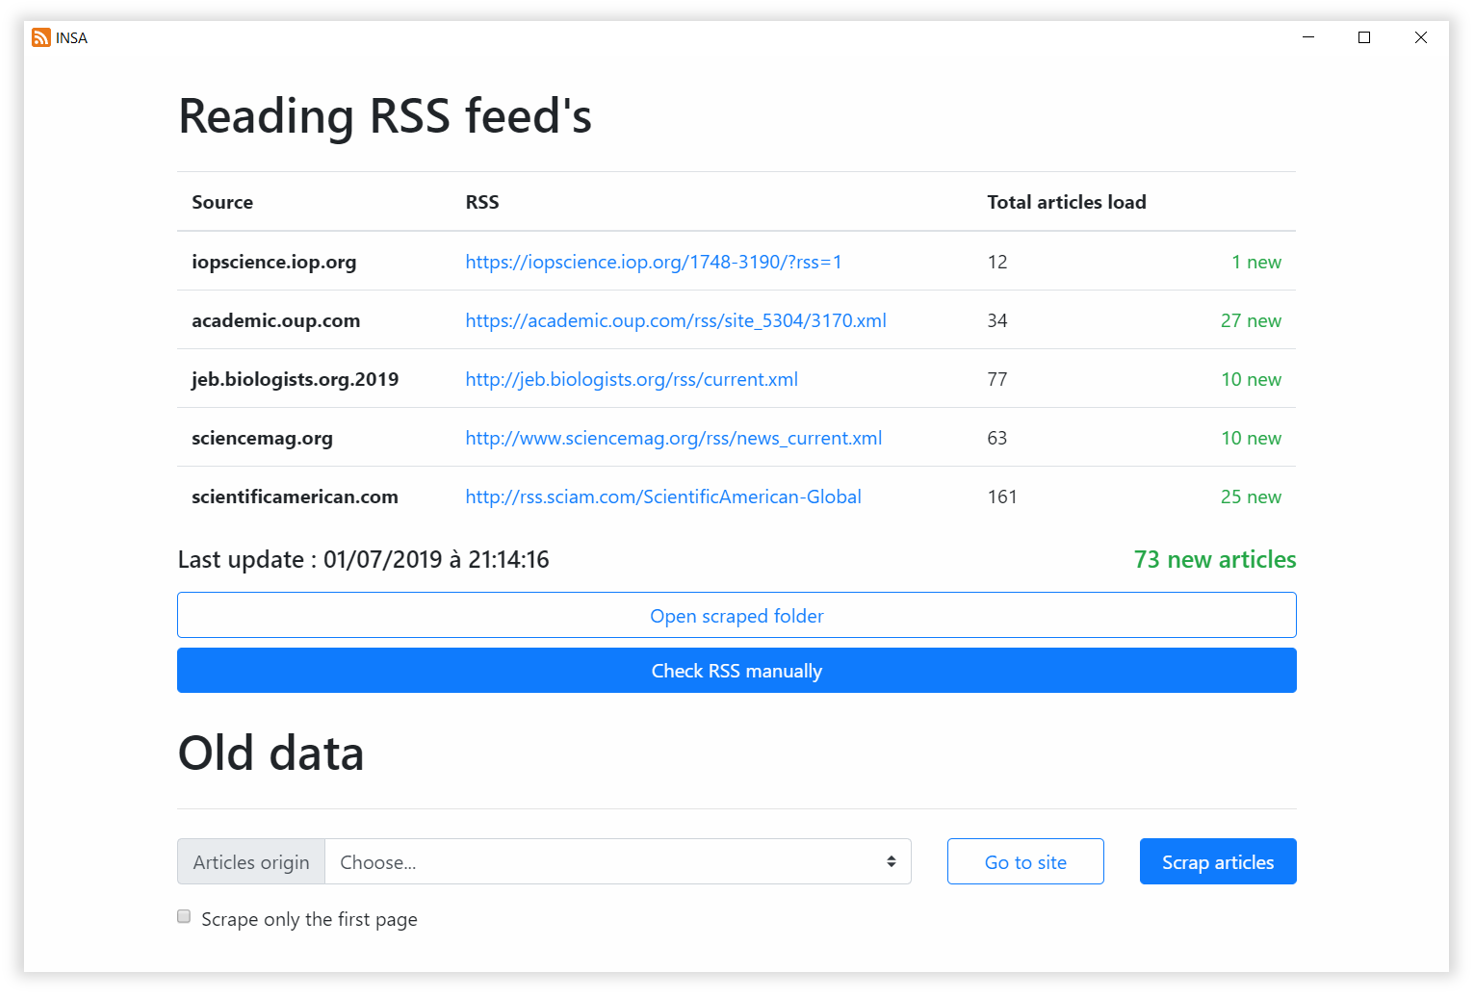 INSA
Reading RSS feed's
Source RSS Total articles load
iopscience.iop.org https://iopscience.iop.org/1748-3190/?rss=1 12 1 new
academic.oup.com https://academic.oup.com/rss/site_5304/3170.xml 34 27 new
jeb.biologists.org.2019 http://jeb.biologists.org/rss/current.xml 77 10 new
sciencemag.org http://www.sciencemag.org/rss/news_current.xml 63 10 new
scientificamerican.com http://rss.sciam.com/ScientificAmerican-Global 161 25 new
Last update : 01/07/2019 à 21:14:16 73 new articles
Open scraped folder
Check RSS manually
Old data
Articles origin Choose... Go to site Scrap articles
Scrape only the first page